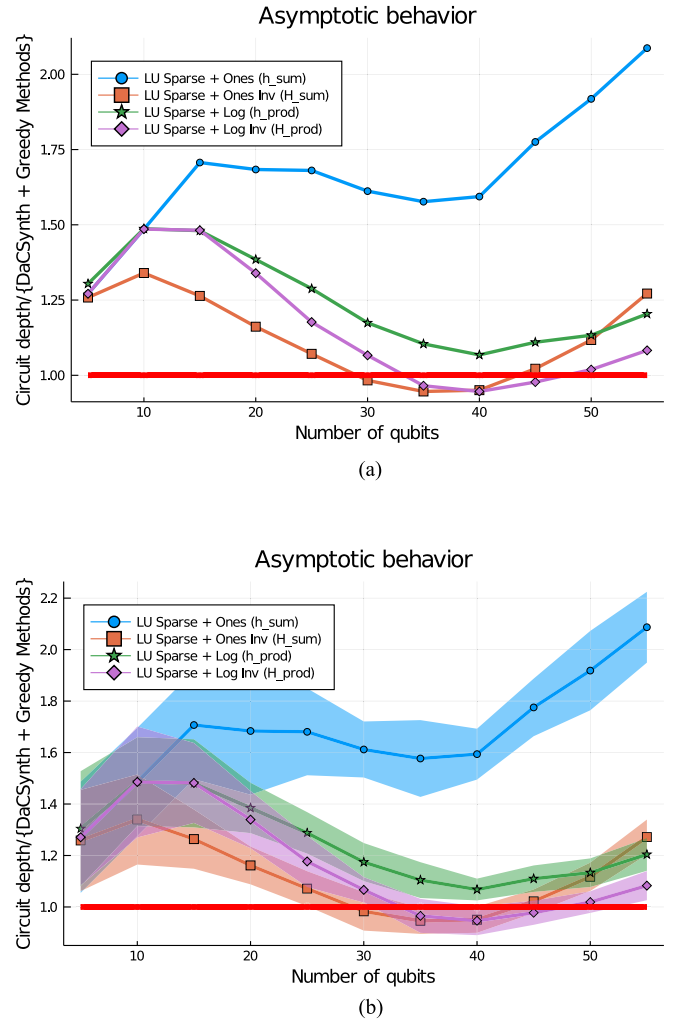 Asymptotic behavior
Circuit depth/{DaCSynth + Greedy Methods}
2.00
1.75
1.50
1.25
1.00
LU Sparse + Ones (h_sum)
LU Sparse + Ones Inv (H_sum)
LU Sparse + Log (h_prod)
LU Sparse + Log Inv (H_prod)
10
20
30
40
50
Number of qubits
(a)
Asymptotic behavior
Circuit depth/{DaCSynth + Greedy Methods}
2.2
2.0
1.8
1.6
1.4
1.2
1.0
LU Sparse + Ones (h_sum)
LU Sparse + Ones Inv (H_sum)
LU Sparse + Log (h_prod)
LU Sparse + Log Inv (H_prod)
10
20
30
40
50
Number of qubits
(b)